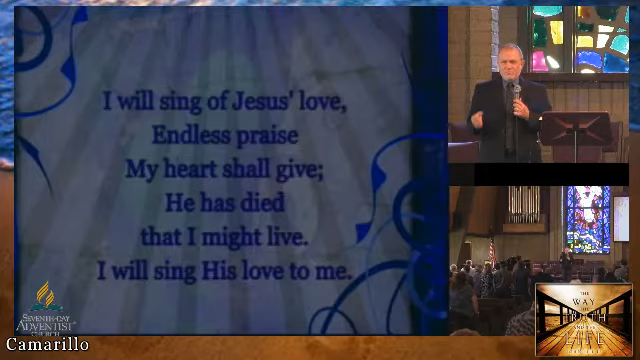 I will sing of Jesus' love,
Endless praise
My heart shall give;
He has died
that I might live.
I will sing His love to me.
SEVENTH-DAY
ADVENTIST
CHURCH
Camarillo
THE
WAY
TRUTH
AND THE
LIFE